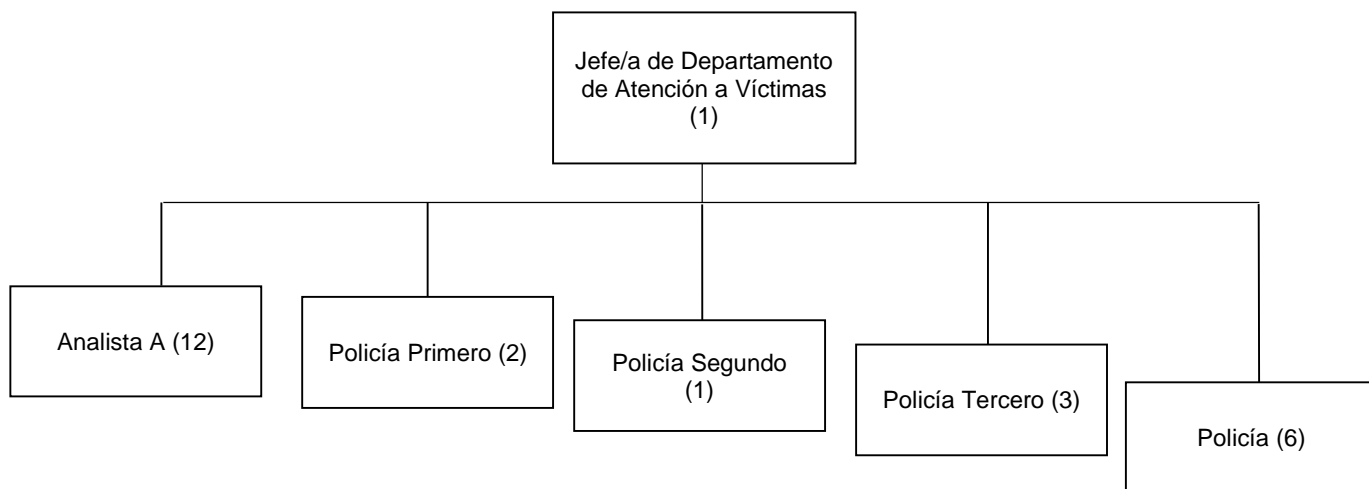 Jefe/a de Departamento
de Atención a Víctimas
(1)
Analista A (12)
Policía Primero (2)
Policía Segundo
(1)
Policía Tercero (3)
Policía (6)